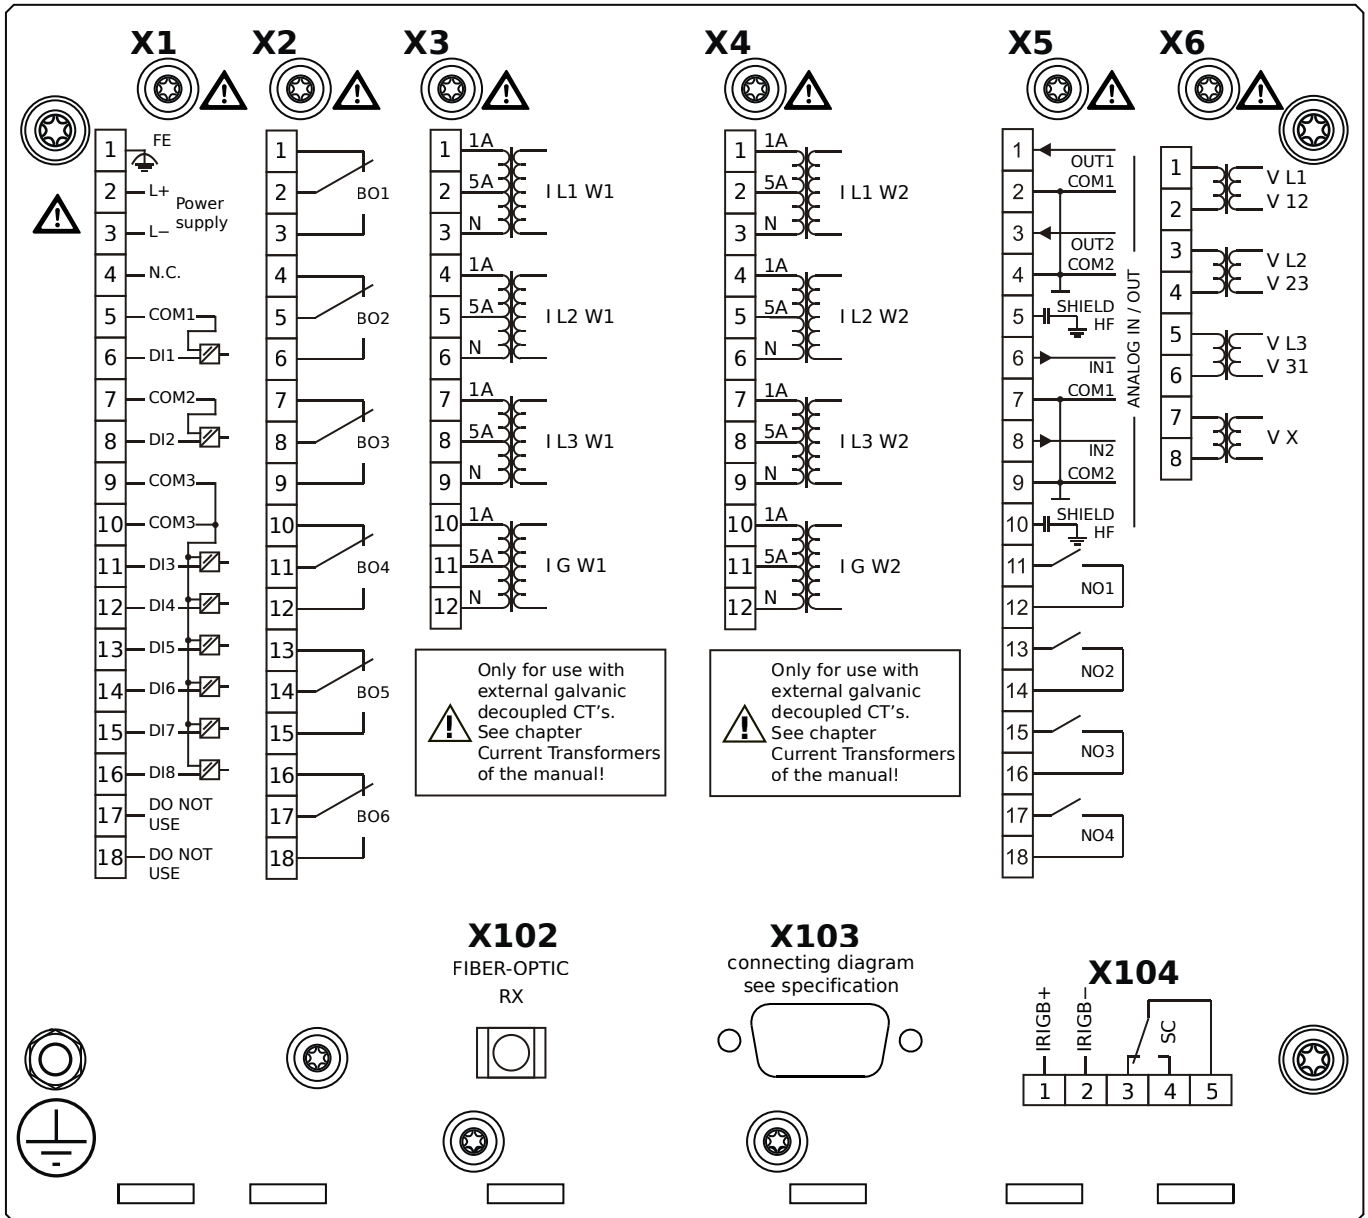 X1
1
FE
2
L+
Power
supply
3
L−
4
N.C.
5
COM1
6
DI1
7
COM2
8
DI2
9
COM3
10
COM3
11
DI3
12
DI4
13
DI5
14
DI6
15
DI7
16
DI8
17
DO NOT
USE
18
DO NOT
USE
X2
1
2
BO1
3
4
5
BO2
6
7
8
BO3
9
10
11
BO4
12
13
14
BO5
15
16
17
BO6
18
X3
1
1A
2
5A
I L1 W1
3
N
4
1A
5
5A
I L2 W1
6
N
7
1A
8
5A
I L3 W1
9
N
10
1A
11
5A
I G W1
12
N
Only for use with
external galvanic
decoupled CT's.
See chapter
Current Transformers
of the manual!
X4
1
1A
2
5A
I L1 W2
3
N
4
1A
5
5A
I L2 W2
6
N
7
1A
8
5A
I L3 W2
9
N
10
1A
11
5A
I G W2
12
N
Only for use with
external galvanic
decoupled CT's.
See chapter
Current Transformers
of the manual!
X5
1
OUT1
2
COM1
3
OUT2
4
COM2
5
SHIELD
HF
6
IN1
7
COM1
8
IN2
9
COM2
10
SHIELD
HF
ANALOG IN / OUT
11
NO1
12
13
NO2
14
15
NO3
16
17
NO4
18
X6
1
V L1
2
V 12
3
V L2
4
V 23
5
V L3
6
V 31
7
V X
8
X102
FIBER-OPTIC
RX
X103
connecting diagram
see specification
X104
IRIGB+
IRIGB−
SC
1 2 3 4 5